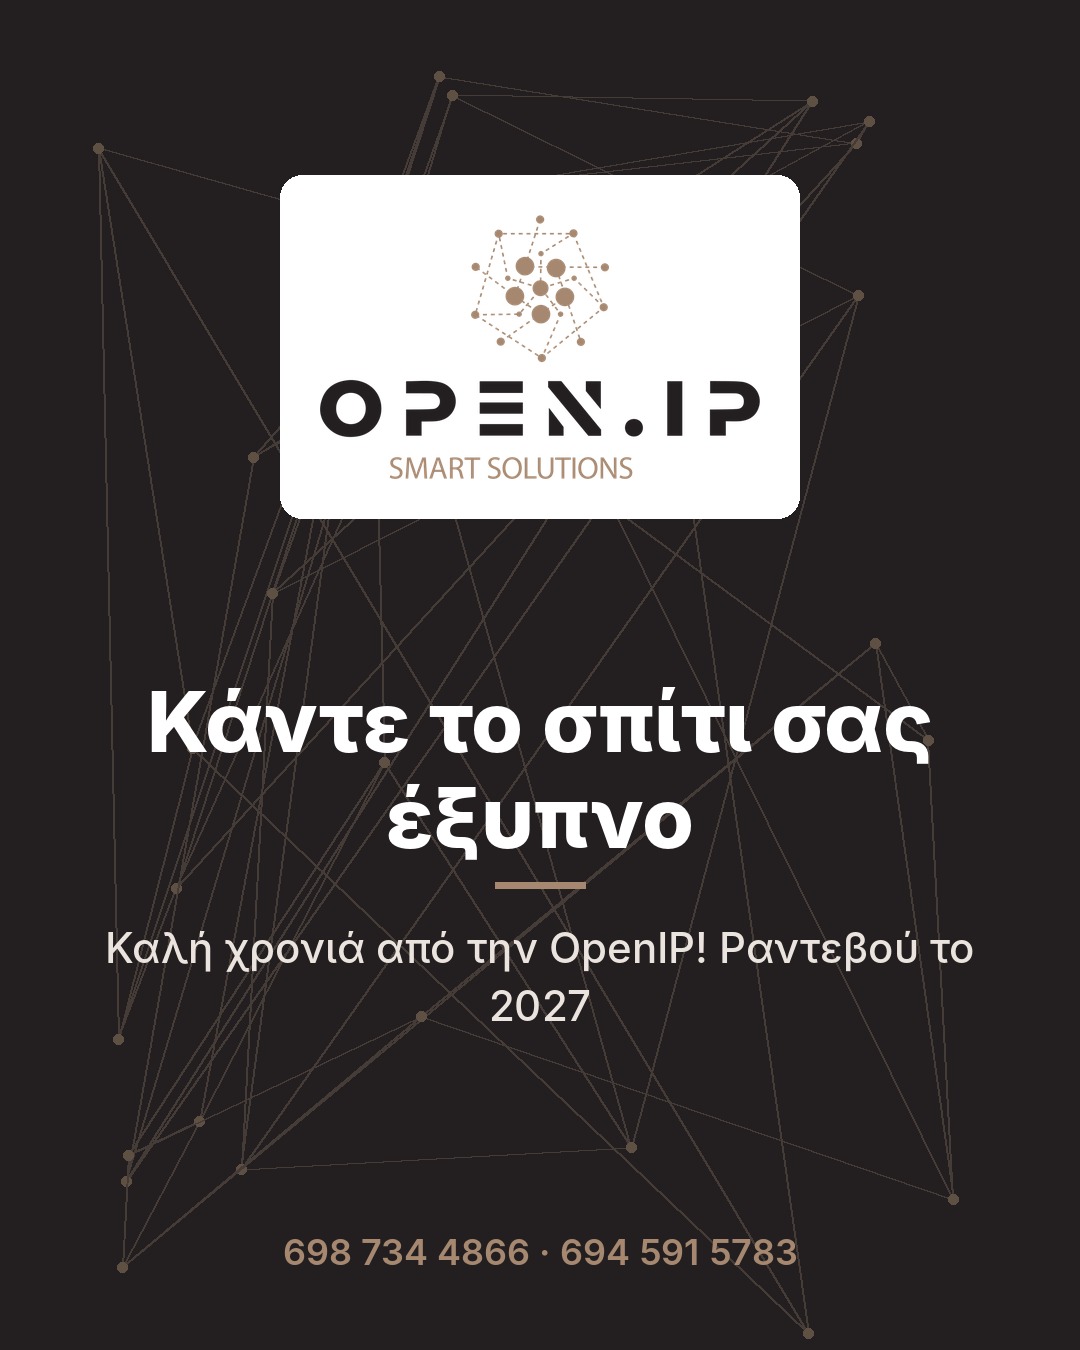 OPEN.IP
SMART SOLUTIONS
Κάντε το σπίτι σας
έξυπνο
Καλή χρονιά από την OpenIP! Ραντεβού το
2027
698 734 4866 · 694 591 5783